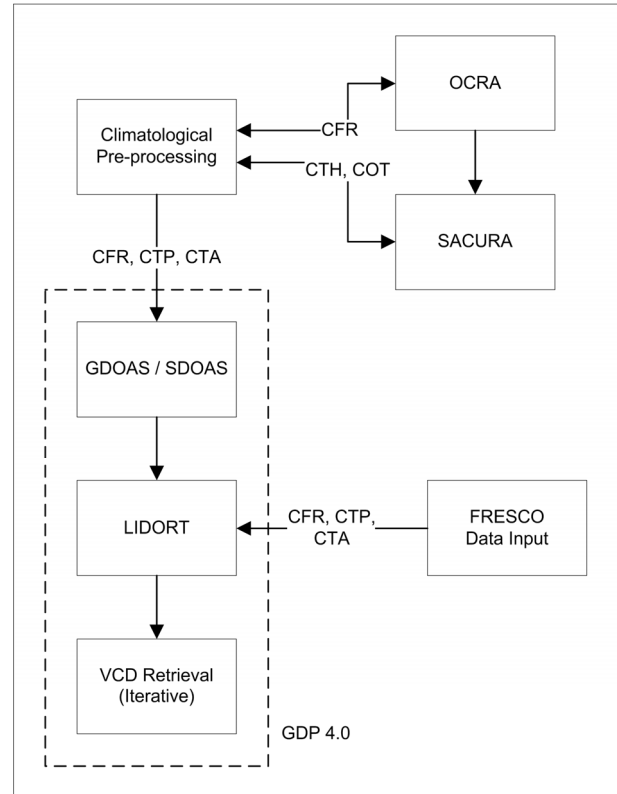 OCRA
Climatological
Pre-processing
CFR
CTH, COT
SACURA
CFR, CTP, CTA
GDOAS / SDOAS
LIDORT
CFR, CTP,
CTA
FRESCO
Data Input
VCD Retrieval
(Iterative)
GDP 4.0